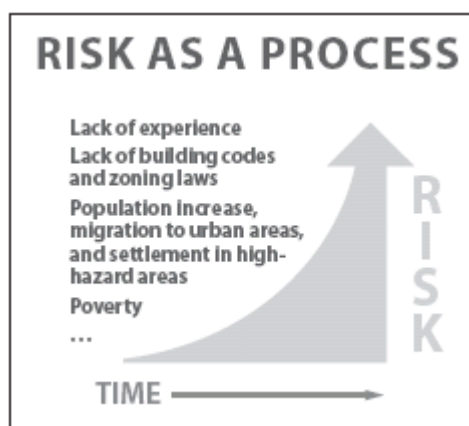 RISK AS A PROCESS
Lack of experience
Lack of building codes
and zoning laws
Population increase,
migration to urban areas,
and settlement in high-
hazard areas
Poverty
...
RISK
TIME